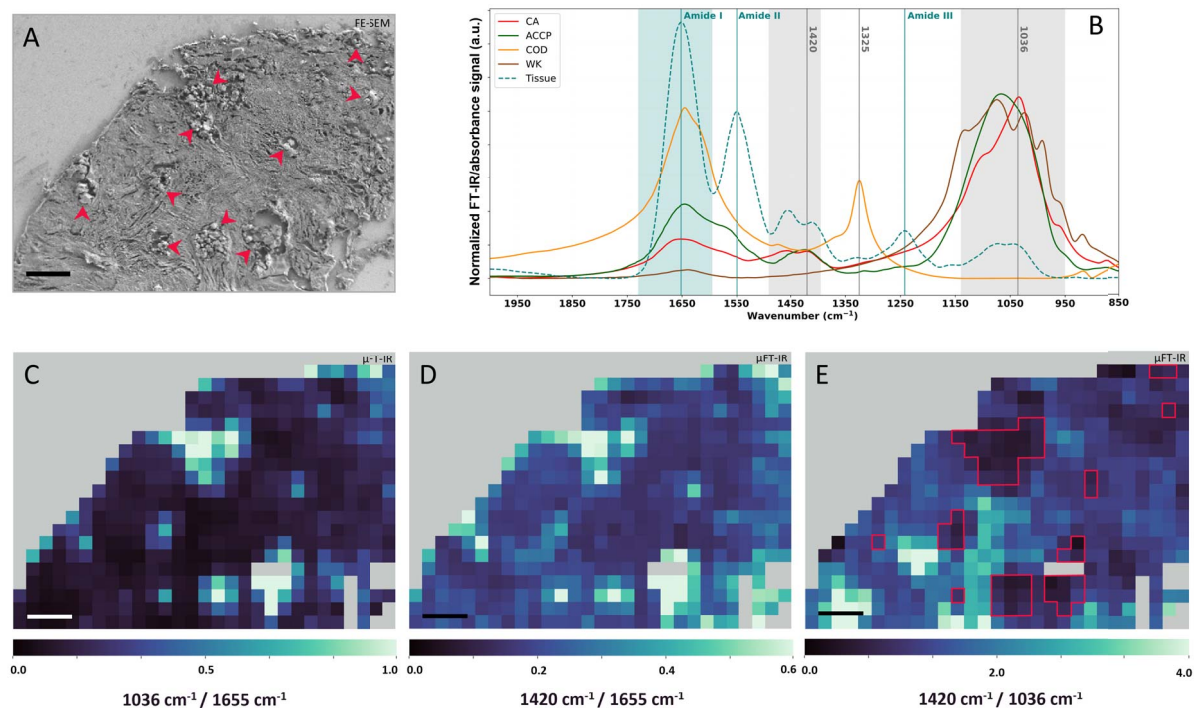 A
FE-SEM
B
Normalized FT-IR/absorbance signal (a.u.)
CA
ACCP
COD
WK
Tissue
Amide I
Amide II
1420
1325
Amide III
1036
1950
1850
1750
1650
1550
1450
1350
1250
1150
1050
950
850
Wavenumber (cm⁻¹)
C
µ-T-IR
0.0
0.5
1.0
1036 cm⁻¹ / 1655 cm⁻¹
D
µFT-IR
0.0
0.2
0.4
0.6
1420 cm⁻¹ / 1655 cm⁻¹
E
µFT-IR
0.0
2.0
4.0
1420 cm⁻¹ / 1036 cm⁻¹